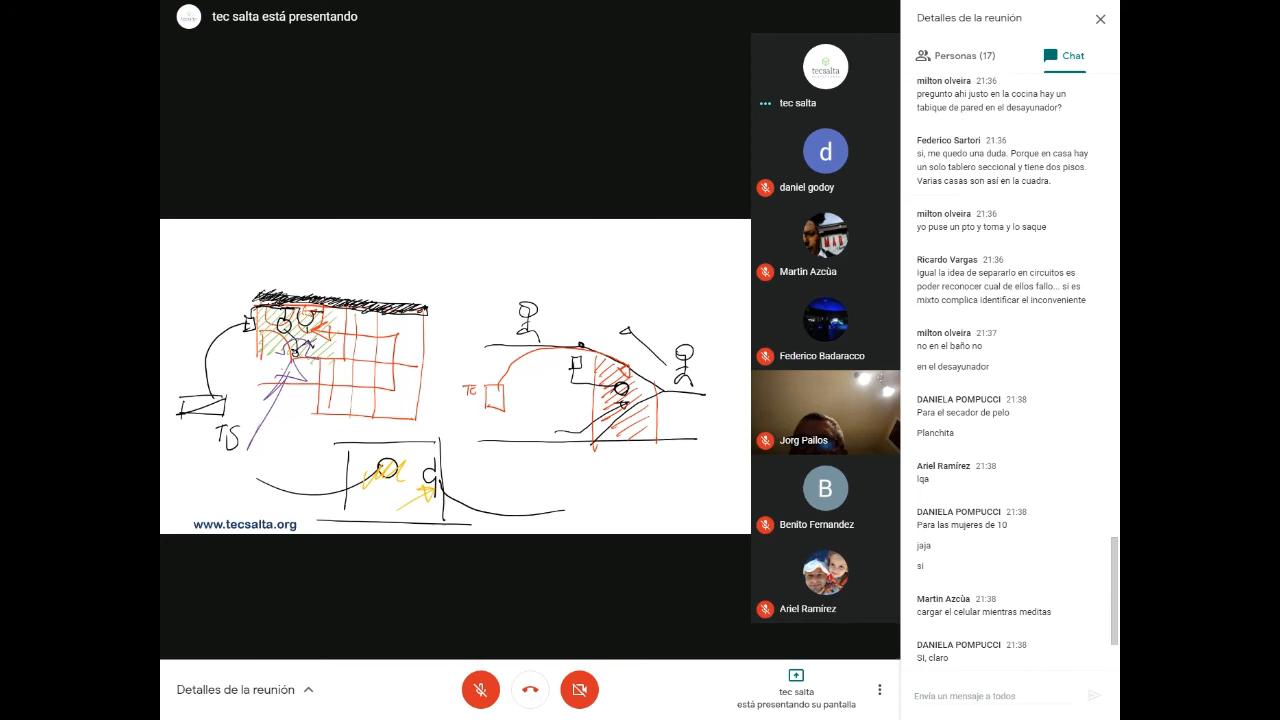 tec salta está presentando
TS
TC
www.tecsalta.org
tecsalta
tec salta
d
daniel godoy
Martin Azcùa
Federico Badaracco
Jorg Pailos
B
Benito Fernandez
Ariel Ramírez
Detalles de la reunión
tec salta
está presentando su pantalla
Detalles de la reunión
Personas (17)
Chat
milton olveira 21:36
pregunto ahi justo en la cocina hay un
tabique de pared en el desayunador?
Federico Sartori 21:36
si, me quedo una duda. Porque en casa hay
un solo tablero seccional y tiene dos pisos.
Varias casas son así en la cuadra.
milton olveira 21:36
yo puse un pto y toma y lo saque
Ricardo Vargas 21:36
Igual la idea de separarlo en circuitos es
poder reconocer cual de ellos fallo... si es
mixto complica identificar el inconveniente
milton olveira 21:37
no en el baño no
en el desayunador
DANIELA POMPUCCI 21:38
Para el secador de pelo
Planchita
Ariel Ramírez 21:38
lqa
DANIELA POMPUCCI 21:38
Para las mujeres de 10
jaja
si
Martin Azcùa 21:38
cargar el celular mientras meditas
DANIELA POMPUCCI 21:38
SI, claro
Envía un mensaje a todos